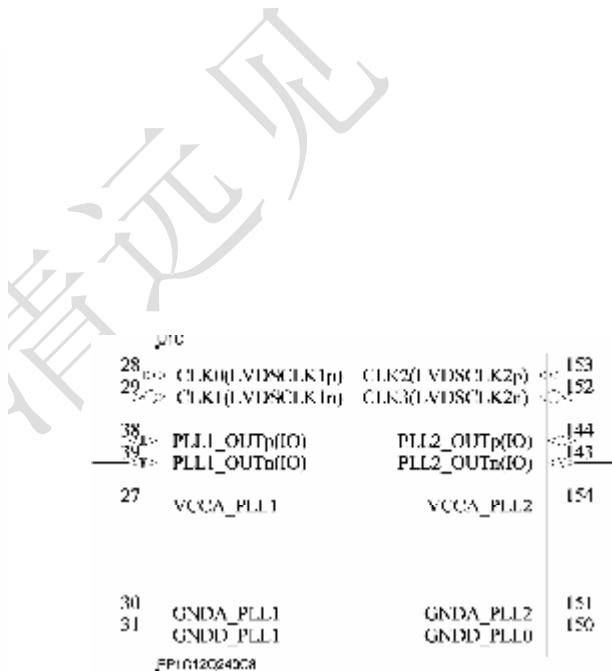 清远见
U1C
28 CLK0(LVDSCLK1p) CLK2(LVDSCLK2p) 153
29 CLK1(LVDSCLK1n) CLK3(LVDSCLK2n) 152
38 PLL1_OUTp(IO) PLL2_OUTp(IO) 144
39 PLL1_OUTn(IO) PLL2_OUTn(IO) 143
27 VCCA_PLL1 VCCA_PLL2 154
30 GNDA_PLL1 GNDA_PLL2 151
31 GNDD_PLL1 GNDD_PLL0 150
EP1C12Q240C8